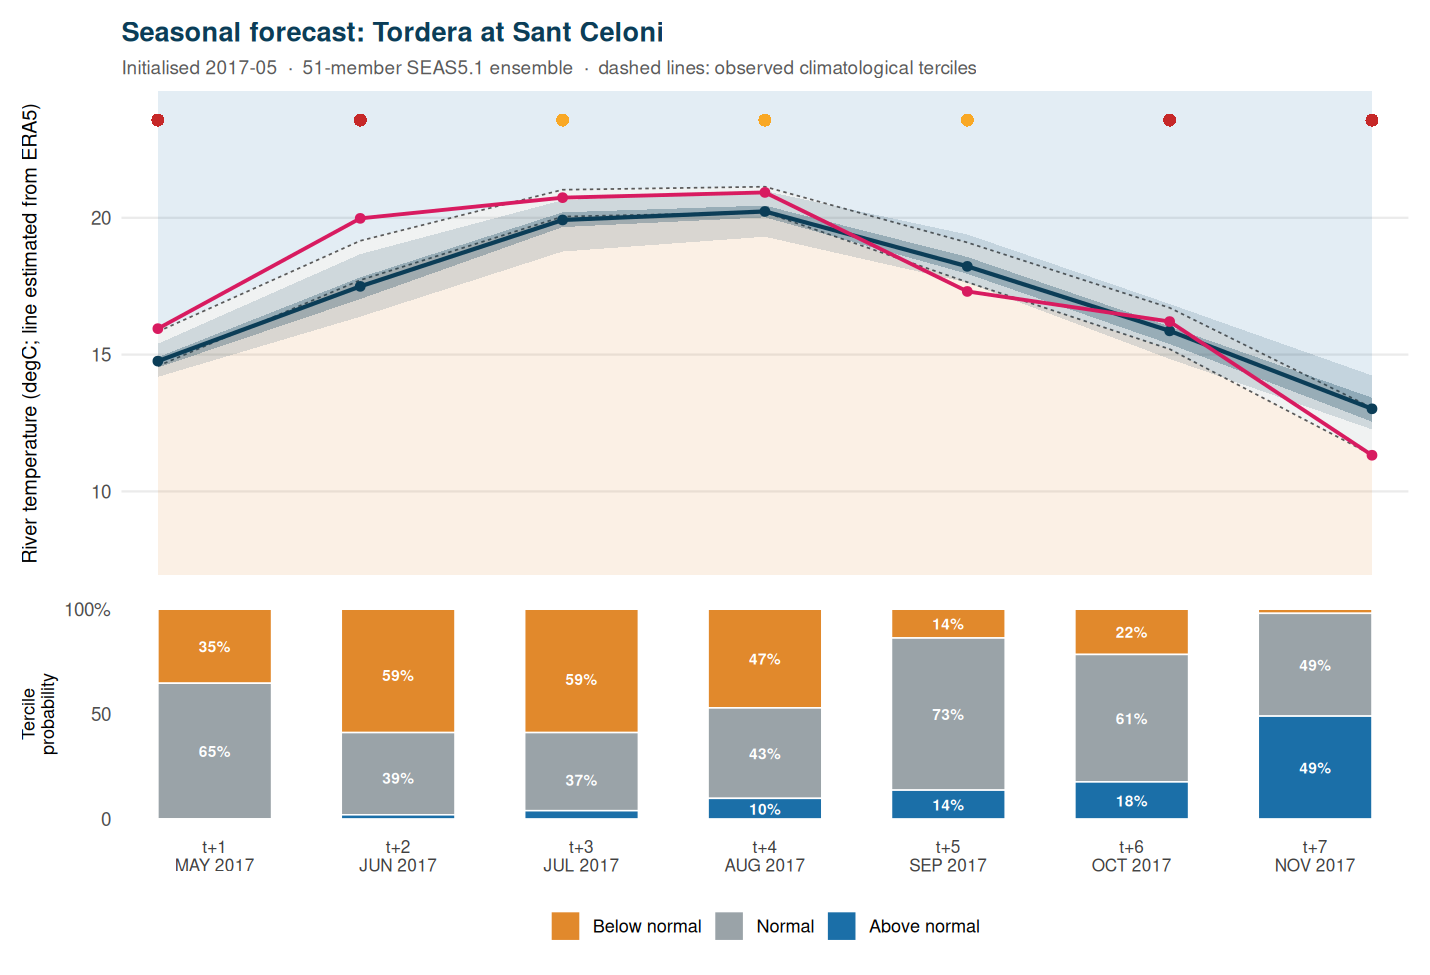 Seasonal forecast: Tordera at Sant Celoni
Initialised 2017-05 · 51-member SEAS5.1 ensemble · dashed lines: observed climatological terciles
River temperature (degC; line estimated from ERA5)
20
15
10
Tercile
probability
100%
50
0
35%
65%
59%
39%
59%
37%
47%
43%
10%
14%
73%
14%
22%
61%
18%
49%
49%
t+1
MAY 2017
t+2
JUN 2017
t+3
JUL 2017
t+4
AUG 2017
t+5
SEP 2017
t+6
OCT 2017
t+7
NOV 2017
Below normal
Normal
Above normal